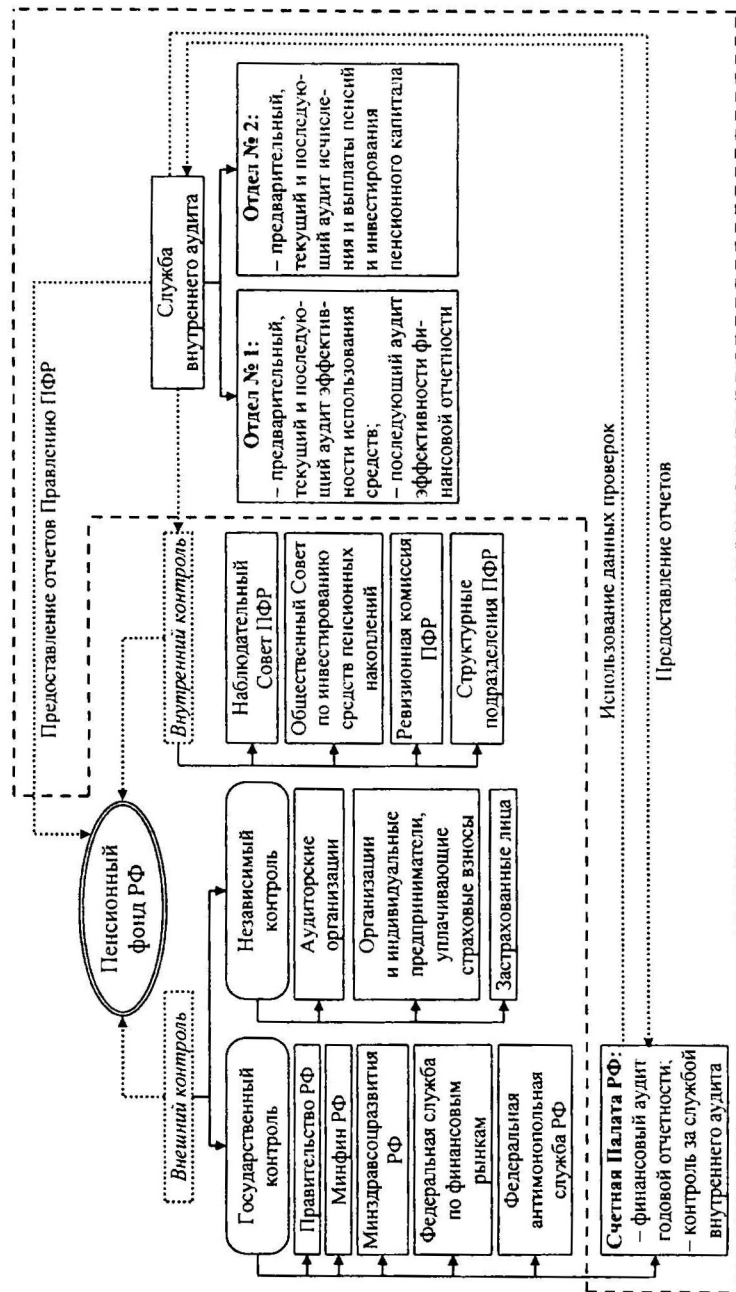 Пенсионный
фонд РФ
Предоставление отчетов Правлению ПФР
Внешний контроль
Государственный
контроль
Правительство РФ
Минфин РФ
Минздравсоцразвития
РФ
Федеральная служба
по финансовым
рынкам
Федеральная
антимонопольная
служба РФ
Счетная Палата РФ:
– финансовый аудит
годовой отчетности;
– контроль за службой
внутреннего аудита
Независимый
контроль
Аудиторские
организации
Организации
и индивидуальные
предприниматели,
уплачивающие
страховые взносы
Застрахованные лица
Внутренний контроль
Наблюдательный
Совет ПФР
Общественный Совет
по инвестированию
средств пенсионных
накоплений
Ревизионная комиссия
ПФР
Структурные
подразделения ПФР
Служба
внутреннего аудита
Отдел № 1:
– предварительный,
текущий и последую-
щий аудит эффектив-
ности использования
средств;
– последующий аудит
эффективности фи-
нансовой отчетности
Отдел № 2:
– предварительный,
текущий и последую-
щий аудит исчисле-
ния и выплаты пенсий
и инвестирования
пенсионного капитала
Использование данных проверок
Предоставление отчетов